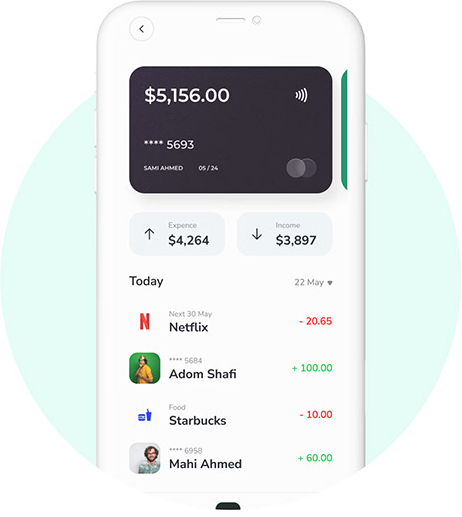 $5,156.00
**** 5693
SAMI AHMED 05 / 24
Expence Income
$4,264 $3,897
Today 22 May
Next 30 May
Netflix - 20.65
**** 5684
Adom Shafi + 100.00
Food
Starbucks - 10.00
**** 6958
Mahi Ahmed + 60.00